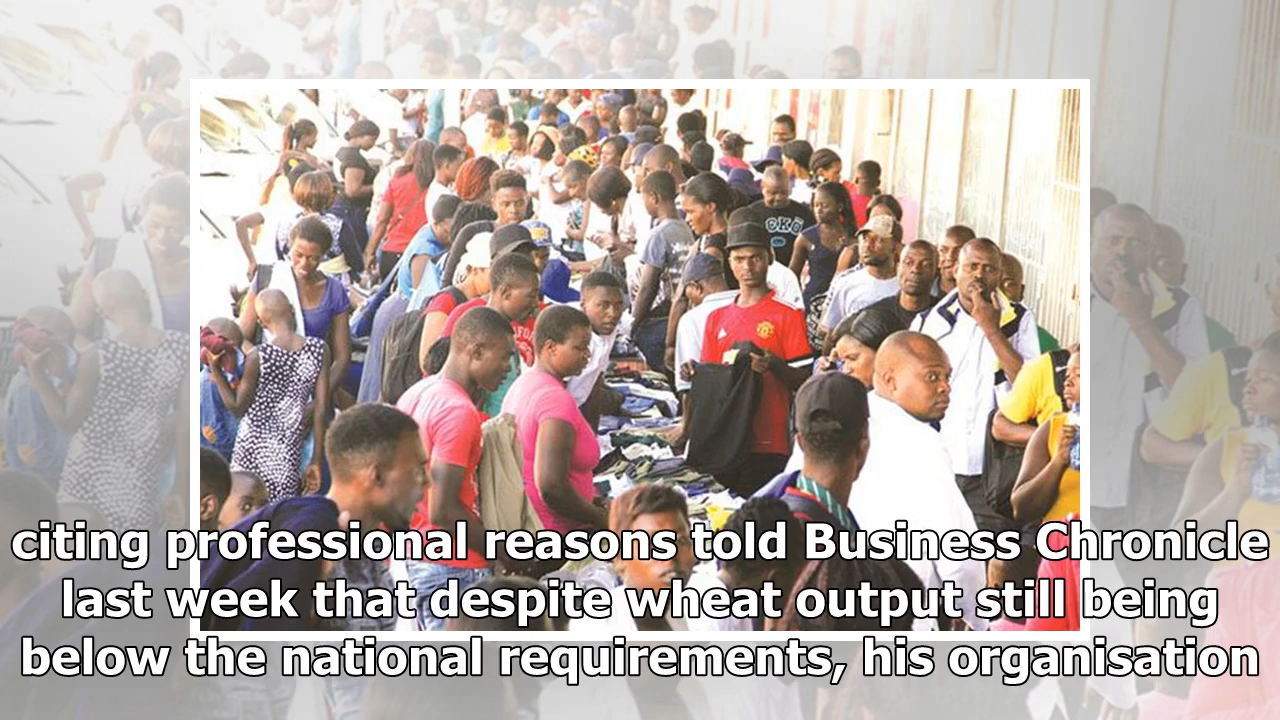 OKÖ
citing professional reasons told Business Chronicle
last week that despite wheat output still being
below the national requirements, his organisation